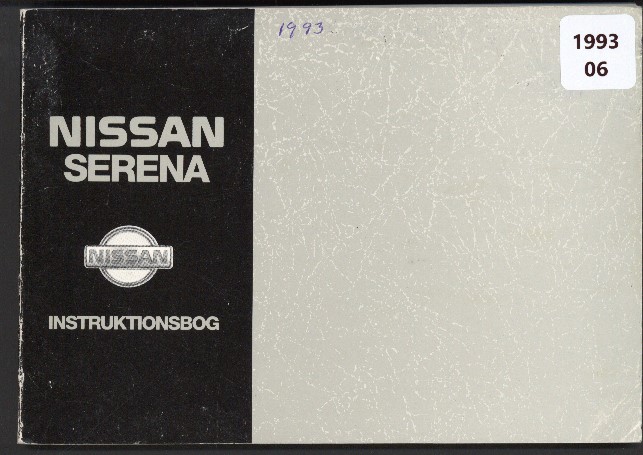 1993
1993
06
NISSAN
SERENA
NISSAN
INSTRUKTIONSBOG